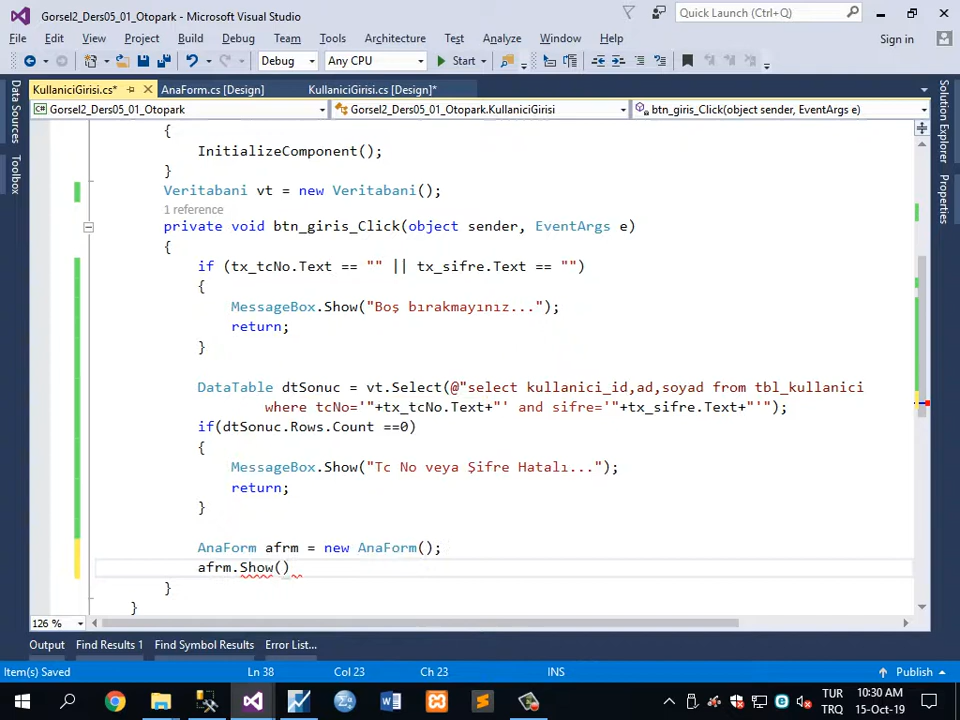 Gorsel2_Ders05_01_Otopark - Microsoft Visual Studio
Quick Launch (Ctrl+Q)
File Edit View Project Build Debug Team Tools Architecture Test Analyze Window Help
Sign in
Debug Any CPU Start
KullaniciGirisi.cs* AnaForm.cs [Design] KullaniciGirisi.cs [Design]*
Gorsel2_Ders05_01_Otopark Gorsel2_Ders05_01_Otopark.KullaniciGirisi btn_giris_Click(object sender, EventArgs e)
Data Sources
Toolbox
Solution Explorer
Properties
{
InitializeComponent();
}
Veritabani vt = new Veritabani();
1 reference
private void btn_giris_Click(object sender, EventArgs e)
{
if (tx_tcNo.Text == "" || tx_sifre.Text == "")
{
MessageBox.Show("Boş bırakmayınız...");
return;
}
DataTable dtSonuc = vt.Select(@"select kullanici_id,ad,soyad from tbl_kullanici
where tcNo='"+tx_tcNo.Text+"' and sifre='"+tx_sifre.Text+"'");
if(dtSonuc.Rows.Count ==0)
{
MessageBox.Show("Tc No veya Şifre Hatalı...");
return;
}
AnaForm afrm = new AnaForm();
afrm.Show()
}
}
126 %
Output Find Results 1 Find Symbol Results Error List...
Item(s) Saved Ln 38 Col 23 Ch 23 INS Publish
TUR 10:30 AM
TRQ 15-Oct-19